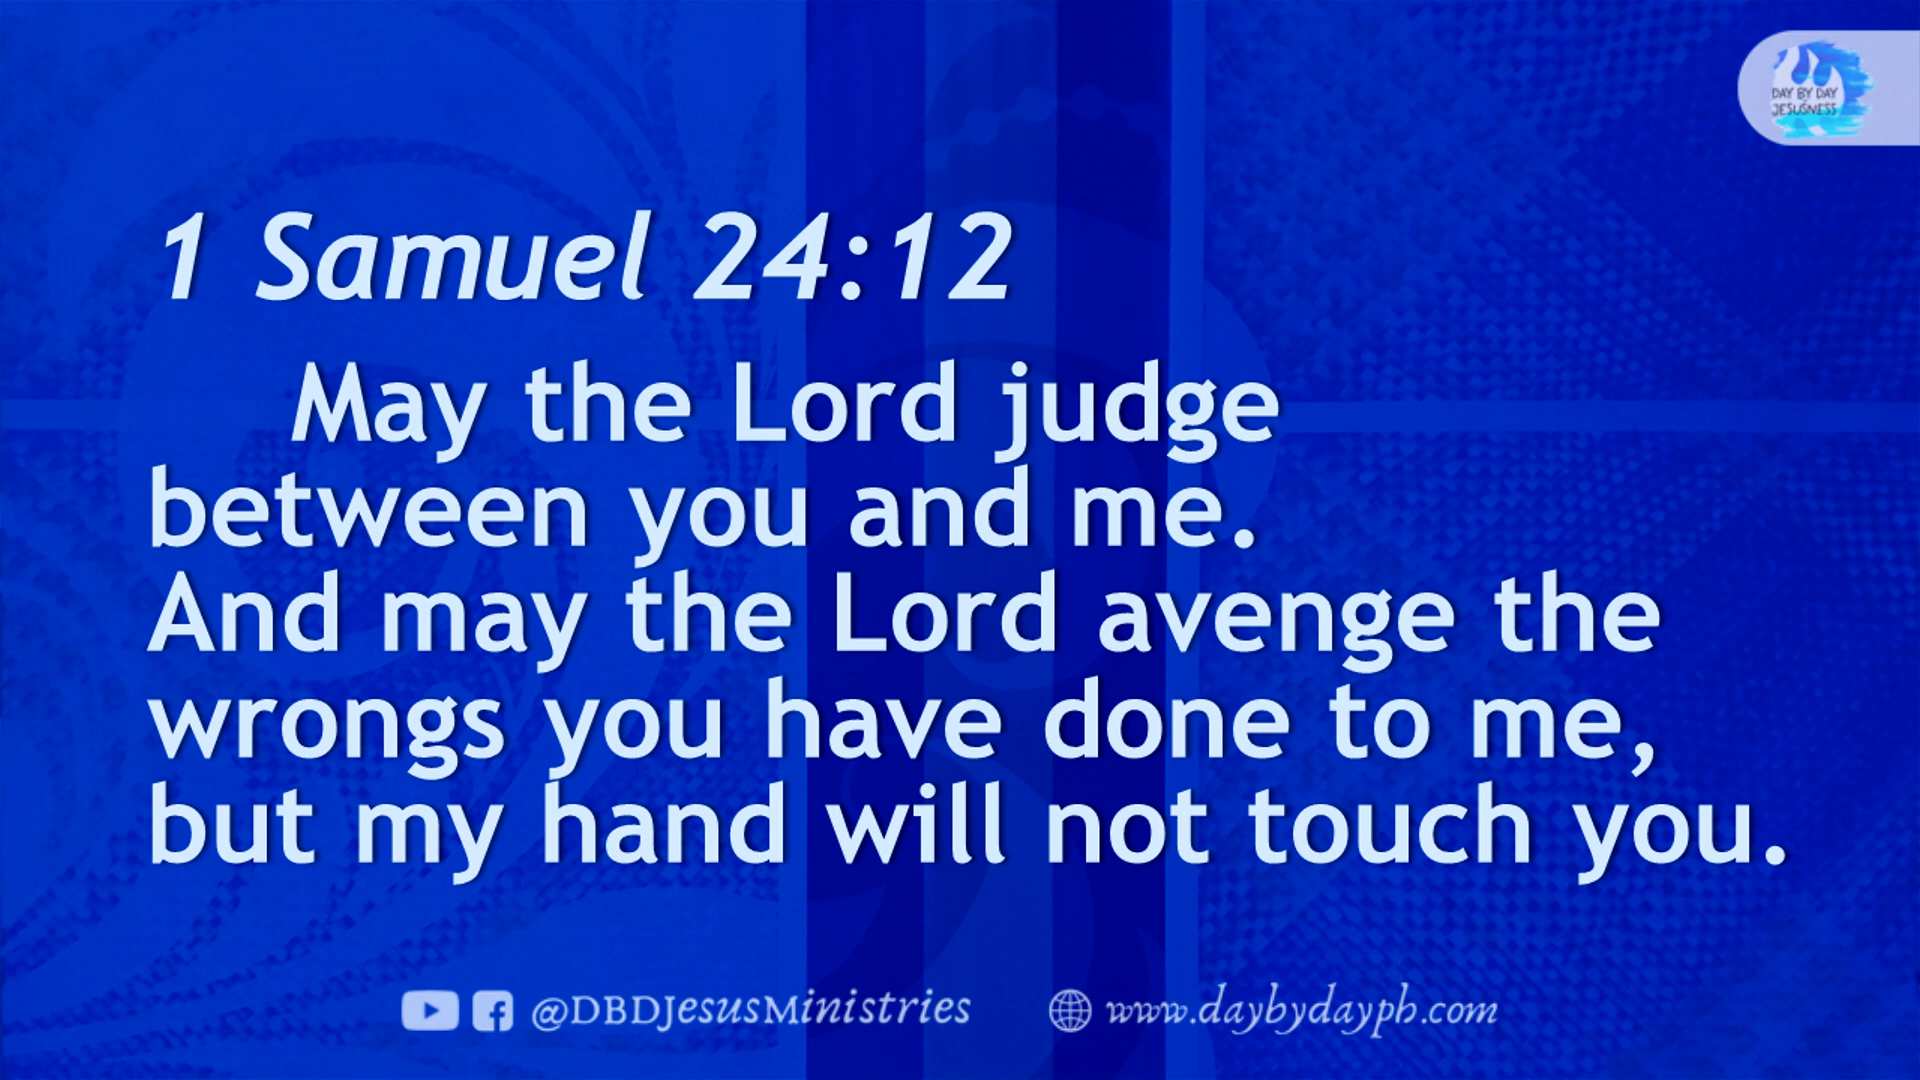 DAY BY DAY
JESUSNESS
1 Samuel 24:12
May the Lord judge
between you and me.
And may the Lord avenge the
wrongs you have done to me,
but my hand will not touch you.
@DBDJesusMinistries www.daybydayph.com